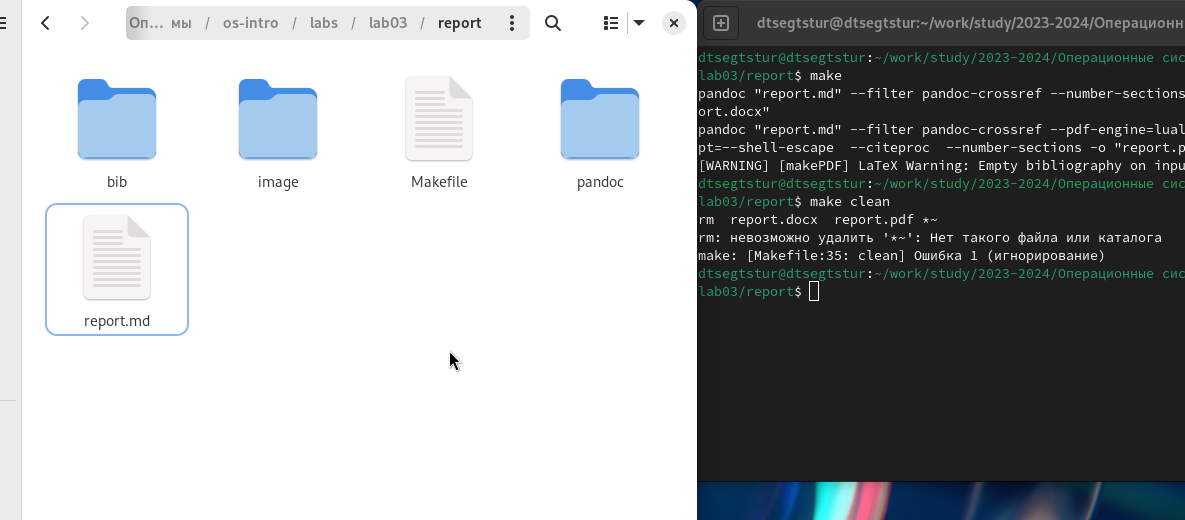 Оп… мы / os-intro / labs / lab03 / report
bib
image
Makefile
pandoc
report.md
dtsegtstur@dtsegtstur:~/work/study/2023-2024/Операционн
dtsegtstur@dtsegtstur:~/work/study/2023-2024/Операционные сис
lab03/report$ make
pandoc "report.md" --filter pandoc-crossref --number-sections
ort.docx"
pandoc "report.md" --filter pandoc-crossref --pdf-engine=lual
pt=--shell-escape  --citeproc  --number-sections -o "report.p
[WARNING] [makePDF] LaTeX Warning: Empty bibliography on inpu
dtsegtstur@dtsegtstur:~/work/study/2023-2024/Операционные сис
lab03/report$ make clean
rm  report.docx  report.pdf *~
rm: невозможно удалить '*~': Нет такого файла или каталога
make: [Makefile:35: clean] Ошибка 1 (игнорирование)
dtsegtstur@dtsegtstur:~/work/study/2023-2024/Операционные сис
lab03/report$